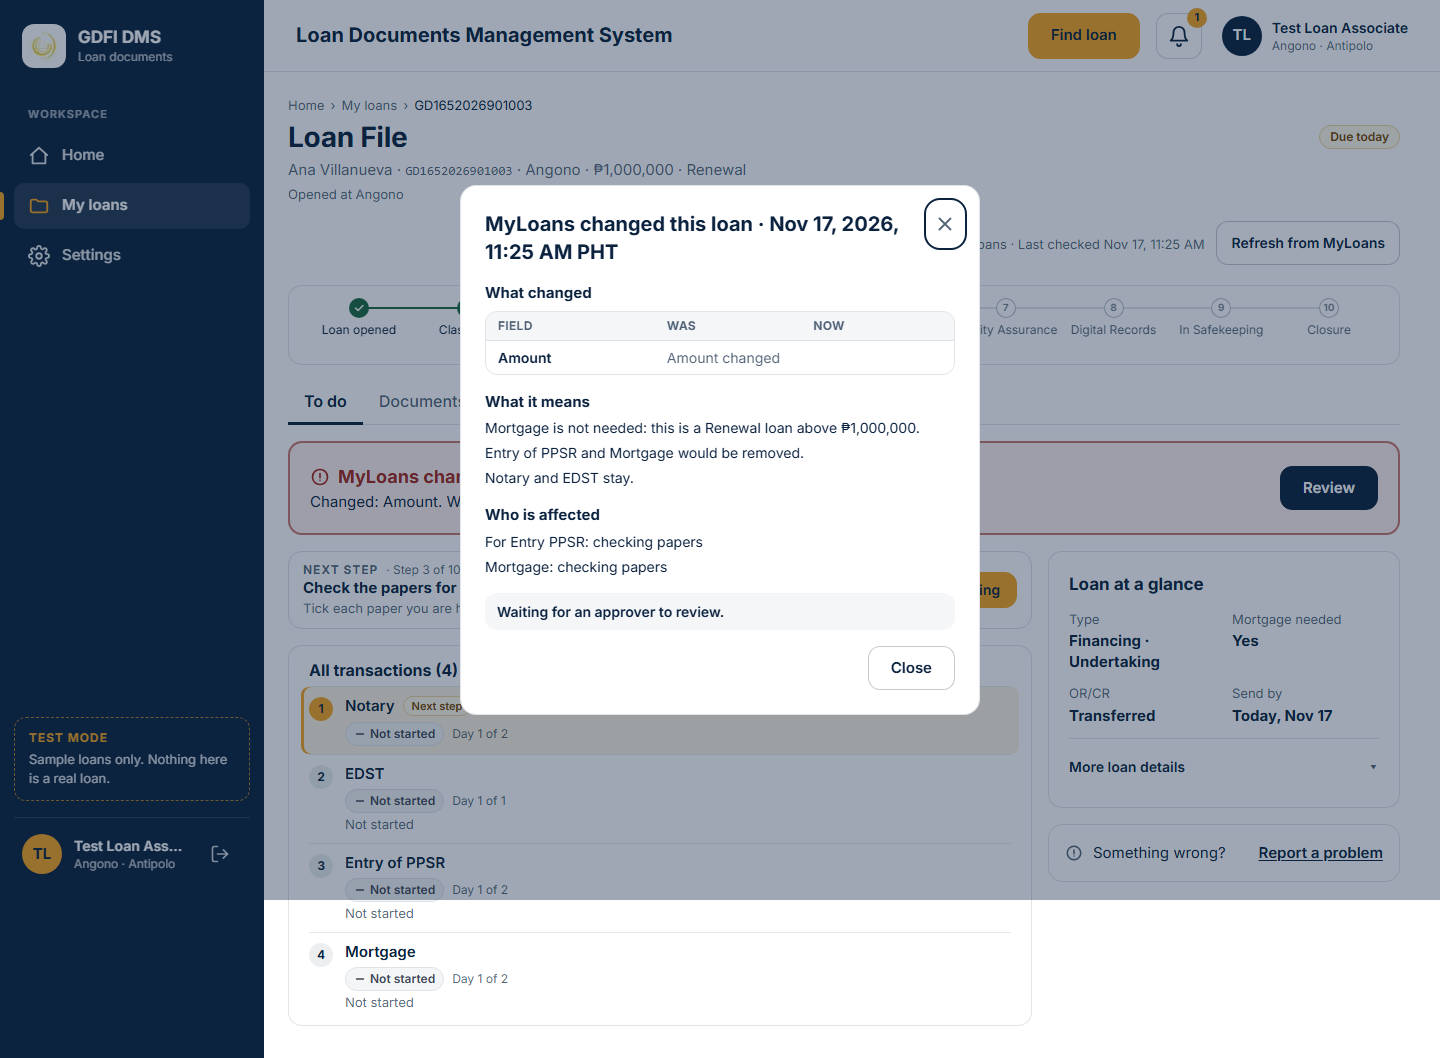 GDFI DMS
Loan documents
WORKSPACE
Home
My loans
Settings
TEST MODE
Sample loans only. Nothing here
is a real loan.
TL
Test Loan Ass...
Angono · Antipolo
Loan Documents Management System
Find loan
1
TL
Test Loan Associate
Angono · Antipolo
Home › My loans › GD1652026901003
Loan File
Due today
Ana Villanueva · GD1652026901003 · Angono · ₱1,000,000 · Renewal
Opened at Angono
oans · Last checked Nov 17, 11:25 AM
Refresh from MyLoans
Loan opened
Clas
7
ity Assurance
8
Digital Records
9
In Safekeeping
10
Closure
To do
Documents
MyLoans chan
Changed: Amount. W
Review
NEXT STEP · Step 3 of 10
Check the papers for
Tick each paper you are h
ing
All transactions (4)
1
Notary
Next step
– Not started
Day 1 of 2
2
EDST
– Not started
Day 1 of 1
Not started
3
Entry of PPSR
– Not started
Day 1 of 2
Not started
4
Mortgage
– Not started
Day 1 of 2
Not started
Loan at a glance
Type
Mortgage needed
Financing ·
Undertaking
Yes
OR/CR
Send by
Transferred
Today, Nov 17
More loan details
Something wrong?
Report a problem
MyLoans changed this loan · Nov 17, 2026,
11:25 AM PHT
What changed
FIELD WAS NOW
Amount Amount changed
What it means
Mortgage is not needed: this is a Renewal loan above ₱1,000,000.
Entry of PPSR and Mortgage would be removed.
Notary and EDST stay.
Who is affected
For Entry PPSR: checking papers
Mortgage: checking papers
Waiting for an approver to review.
Close